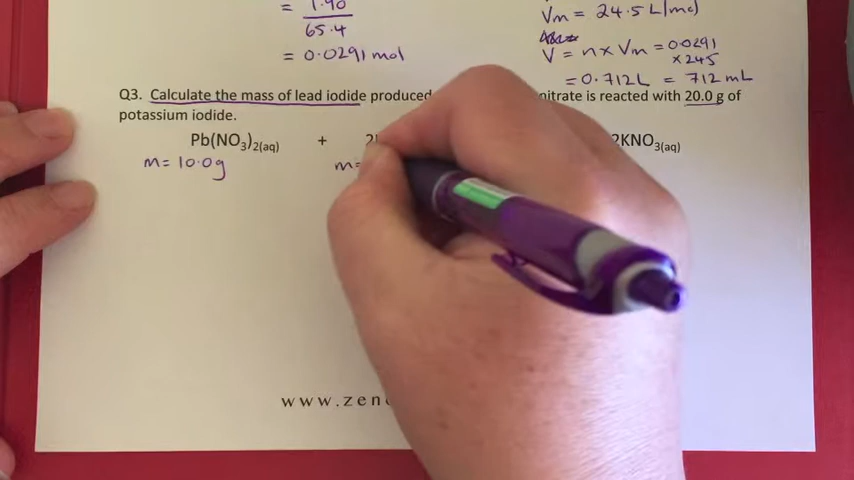 = 1.90
65.4
= 0.0291 mol
Vm = 24.5 L/mol
V = n x Vm = 0.0291
x 245
= 0.712L = 712 mL
Q3. Calculate the mass of lead iodide produced nitrate is reacted with 20.0 g of
potassium iodide.
Pb(NO3)2(aq) + 2 2KNO3(aq)
m = 10.0g m =
www.zen